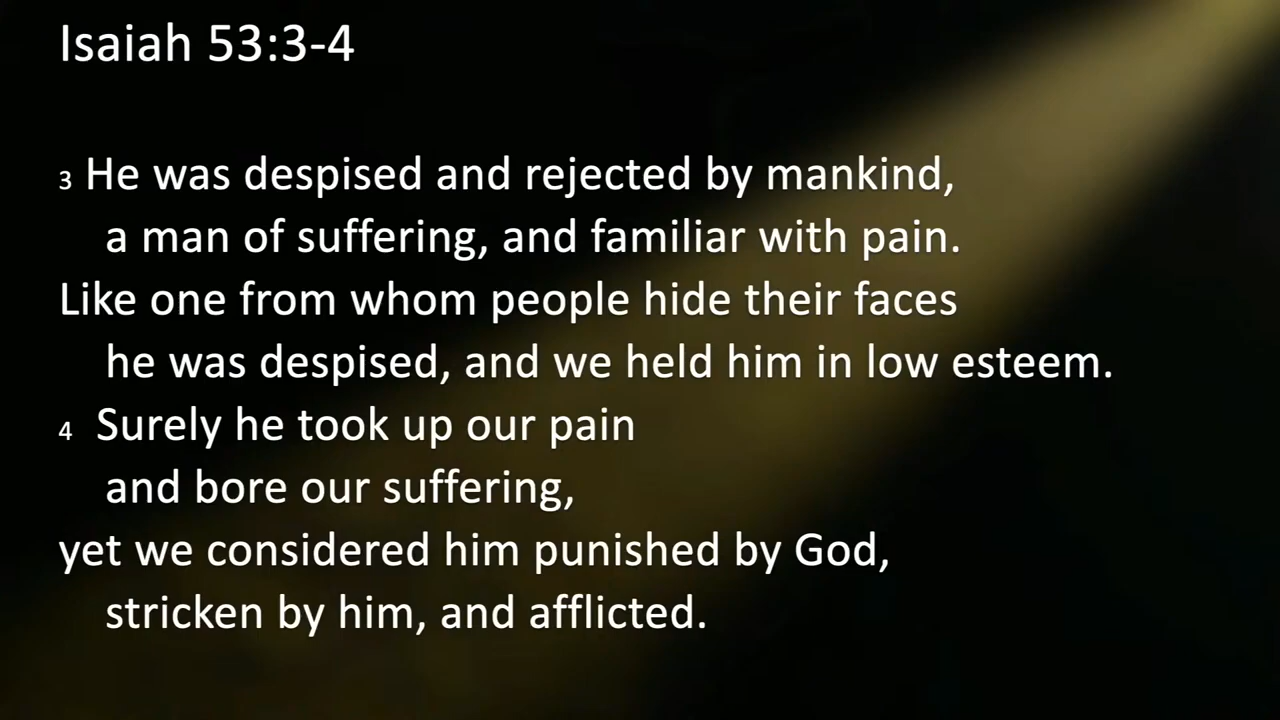 Isaiah 53:3-4
3 He was despised and rejected by mankind,
a man of suffering, and familiar with pain.
Like one from whom people hide their faces
he was despised, and we held him in low esteem.
4 Surely he took up our pain
and bore our suffering,
yet we considered him punished by God,
stricken by him, and afflicted.